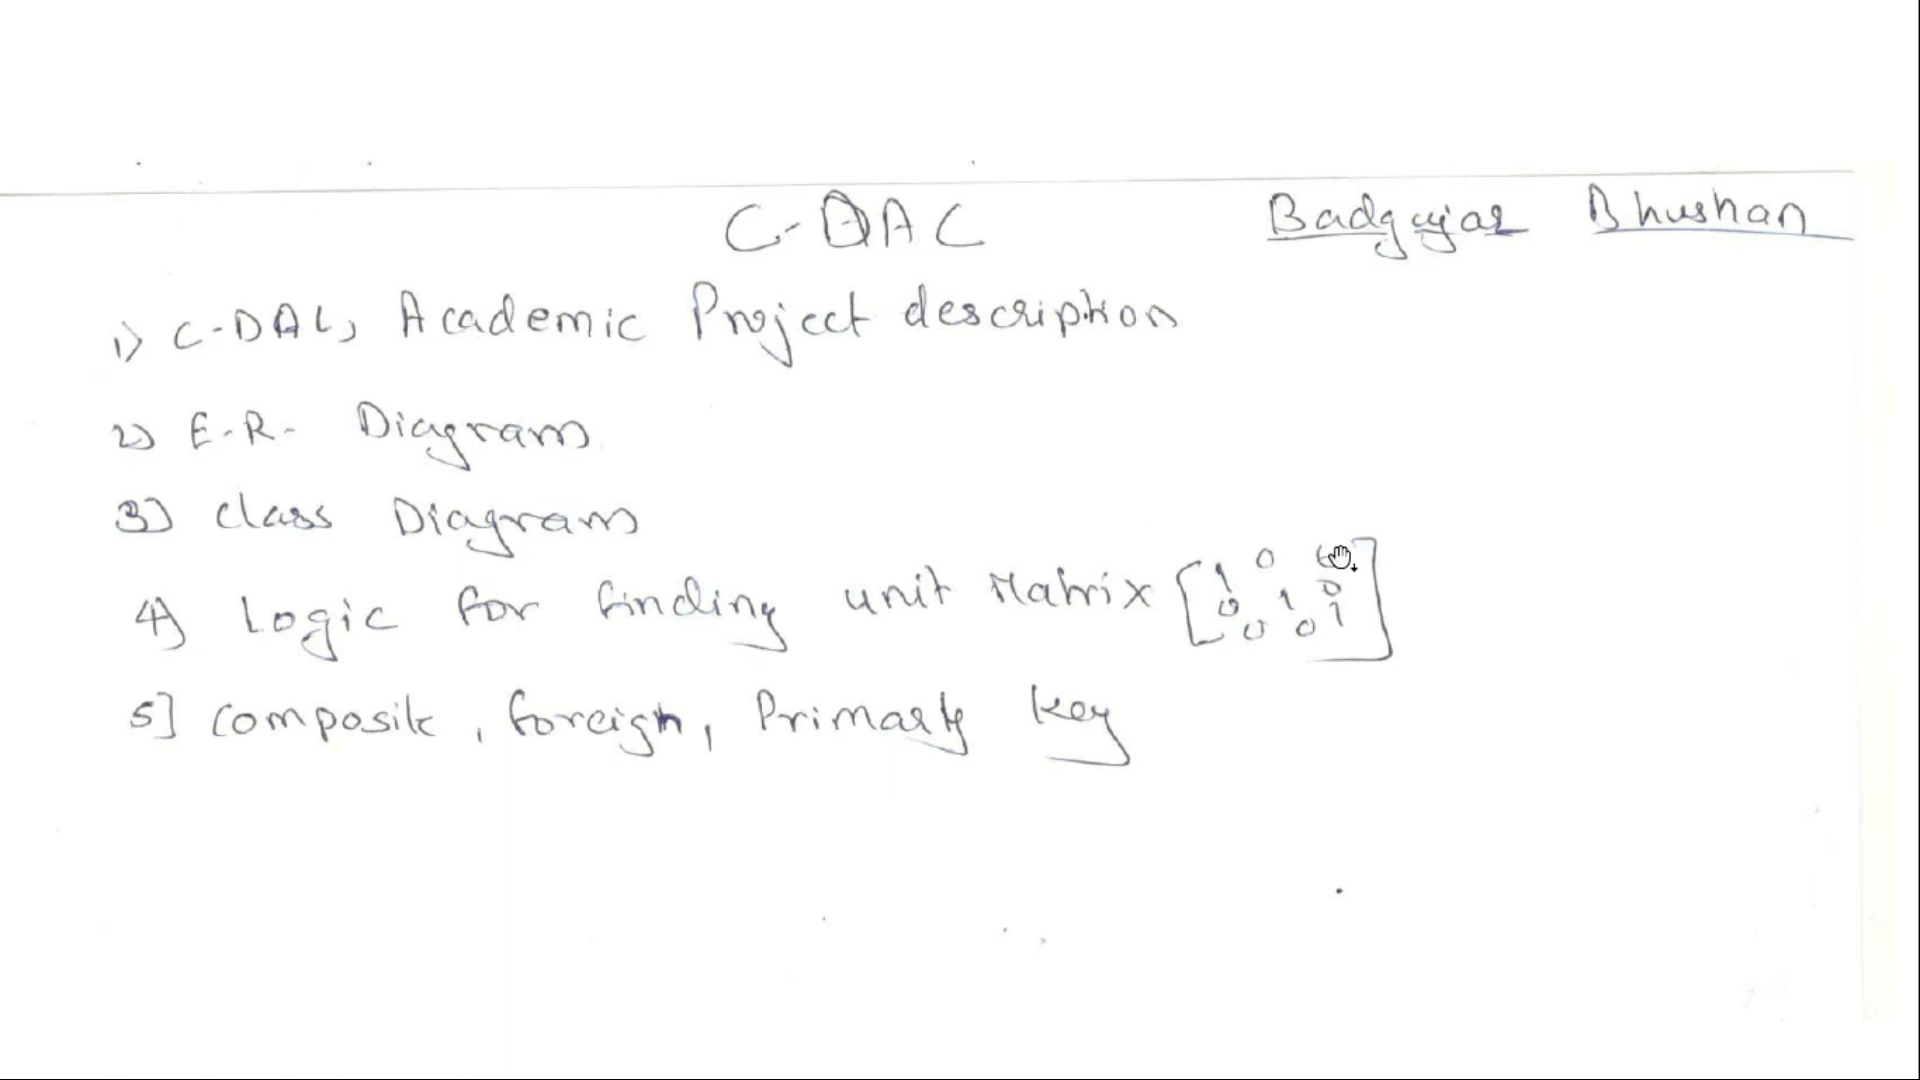 C-DAC Badgujar Bhushan
1) C-DAC, Academic Project description
2) E.R. Diagram
3) class Diagram
4) Logic for finding unit Matrix [1 0 0
0 1 0
0 0 1]
5] composite, foreign, Primary key